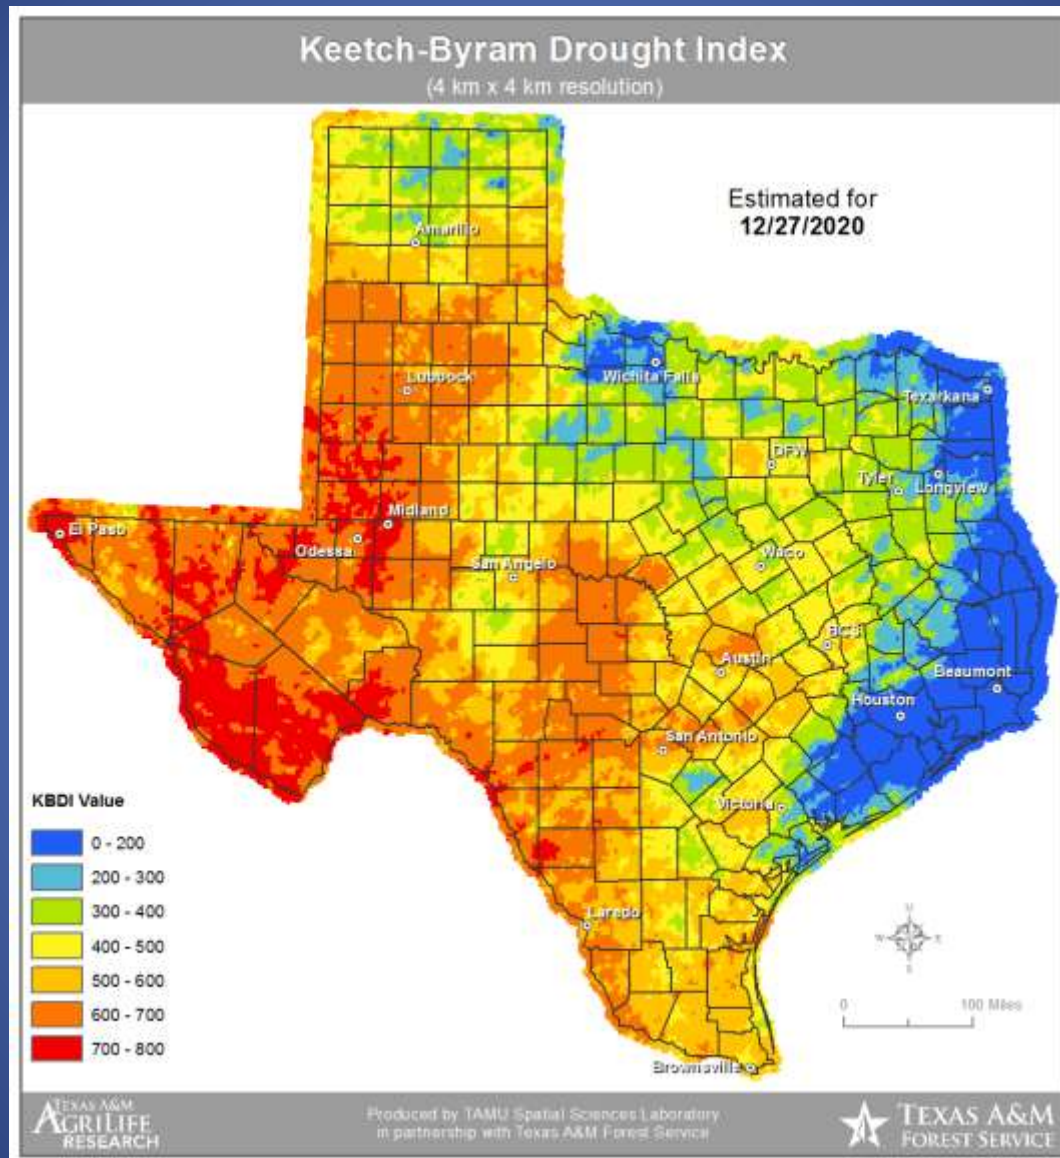 Keetch-Byram Drought Index
(4 km x 4 km resolution)
Estimated for
12/27/2020
Amarillo
Lubbock
Wichita Falls
Texarkana
DFW
Tyler
Longview
Midland
El Paso
Odessa
San Angelo
Waco
BCS
Austin
Beaumont
Houston
San Antonio
Victoria
Laredo
Brownsville
KBDI Value
0 - 200
200 - 300
300 - 400
400 - 500
500 - 600
600 - 700
700 - 800
N
W E
S
0 100 Miles
TEXAS A&M
AGRILIFE
RESEARCH
Produced by TAMU Spatial Sciences Laboratory
in partnership with Texas A&M Forest Service
TEXAS A&M
FOREST SERVICE